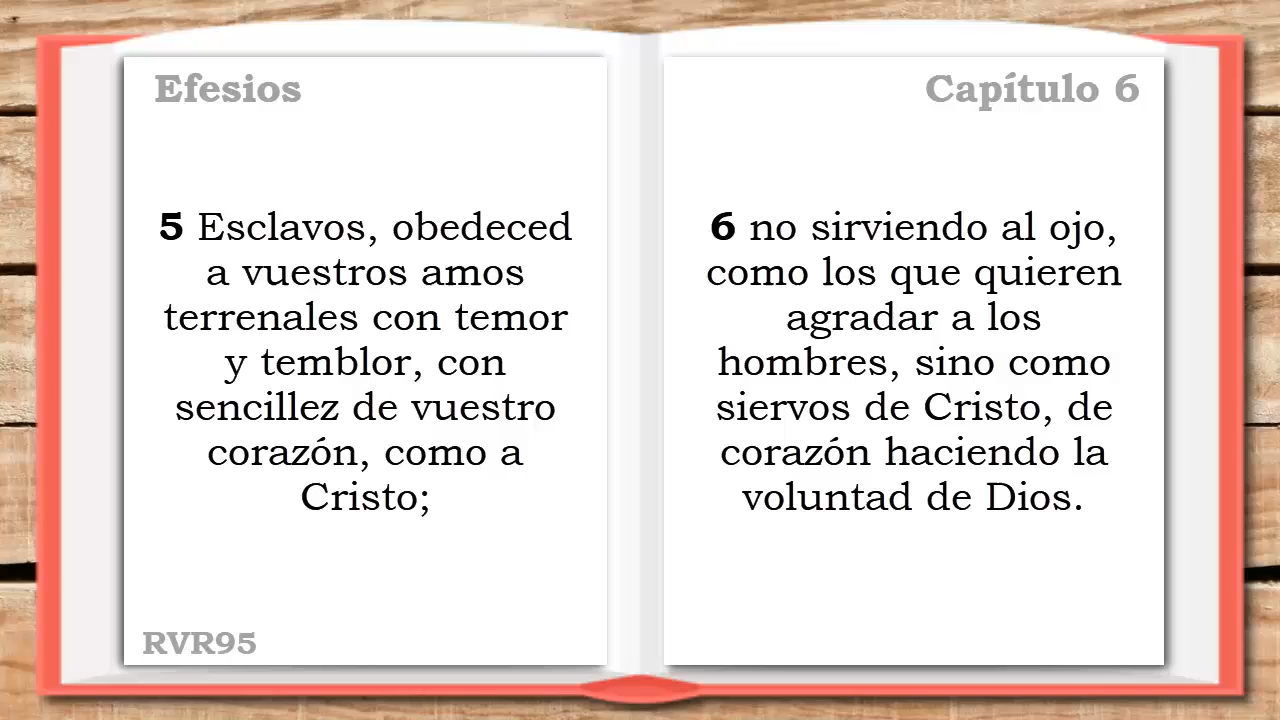 Efesios
5 Esclavos, obedeced
a vuestros amos
terrenales con temor
y temblor, con
sencillez de vuestro
corazón, como a
Cristo;
RVR95
Capítulo 6
6 no sirviendo al ojo,
como los que quieren
agradar a los
hombres, sino como
siervos de Cristo, de
corazón haciendo la
voluntad de Dios.